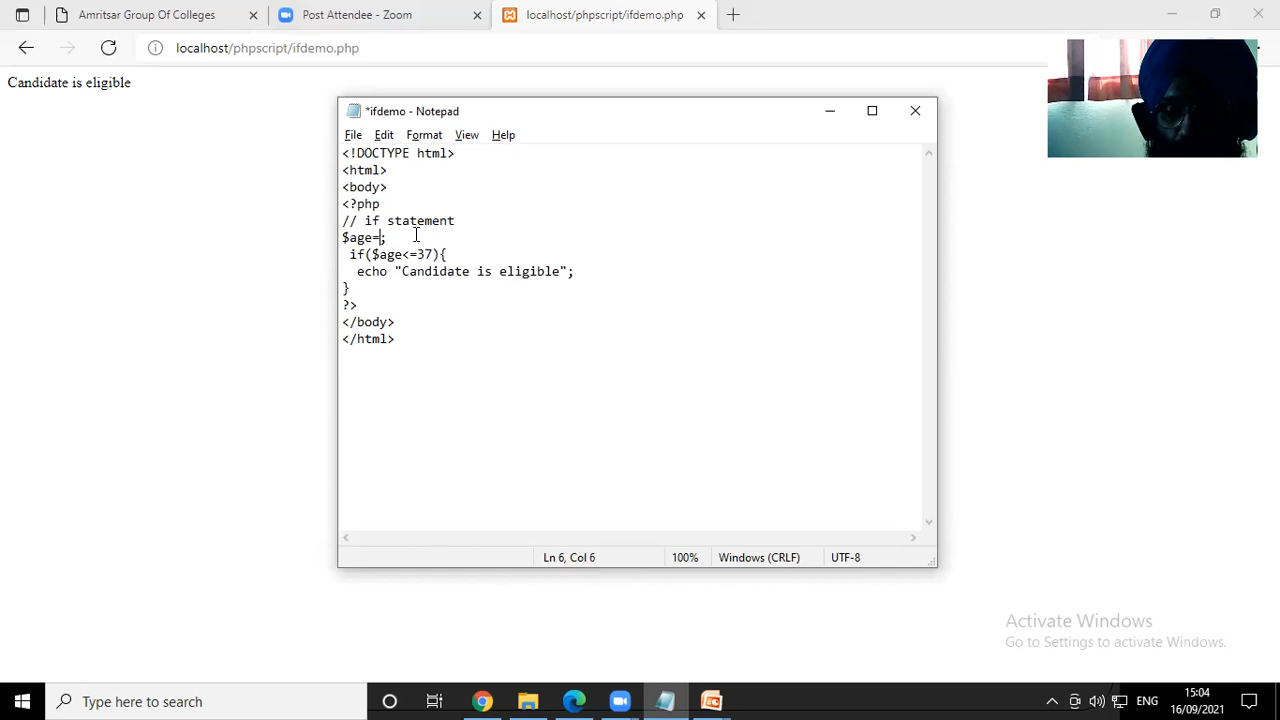 Amritsar Group Of Colleges
Post Attendee - Zoom
localhost/phpscript/ifdemo.php
localhost/phpscript/ifdemo.php
Candidate is eligible
*ifdemo - Notepad
File Edit Format View Help
<!DOCTYPE html>
<html>
<body>
<?php
// if statement
$age=;
if($age<=37){
echo "Candidate is eligible";
}
?>
</body>
</html>
Ln 6, Col 6 100% Windows (CRLF) UTF-8
Activate Windows
Go to Settings to activate Windows.
Type here to search
ENG
15:04
16/09/2021